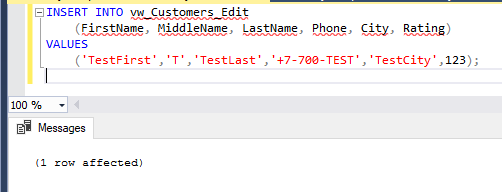 INSERT INTO vw_Customers_Edit
(FirstName, MiddleName, LastName, Phone, City, Rating)
VALUES
('TestFirst','T','TestLast','+7-700-TEST','TestCity',123);
100 %
Messages
(1 row affected)